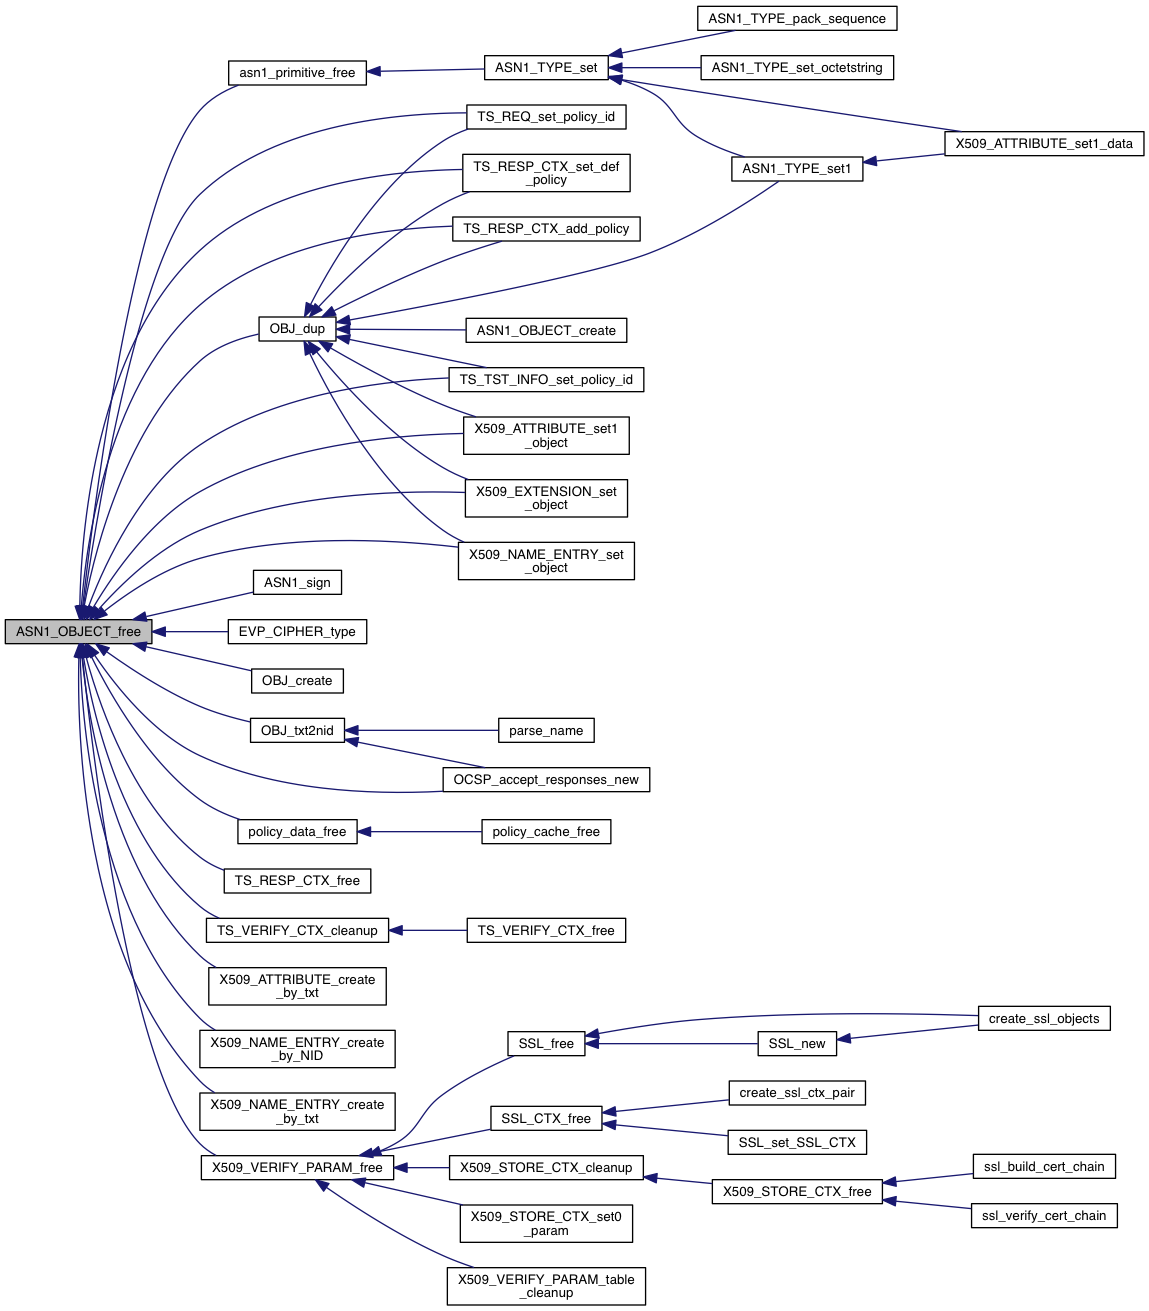 ASN1_TYPE_pack_sequence
asn1_primitive_free
ASN1_TYPE_set
ASN1_TYPE_set_octetstring
TS_REQ_set_policy_id
X509_ATTRIBUTE_set1_data
TS_RESP_CTX_set_def
_policy
ASN1_TYPE_set1
TS_RESP_CTX_add_policy
OBJ_dup
ASN1_OBJECT_create
TS_TST_INFO_set_policy_id
X509_ATTRIBUTE_set1
_object
X509_EXTENSION_set
_object
X509_NAME_ENTRY_set
_object
ASN1_sign
ASN1_OBJECT_free
EVP_CIPHER_type
OBJ_create
OBJ_txt2nid
parse_name
OCSP_accept_responses_new
policy_data_free
policy_cache_free
TS_RESP_CTX_free
TS_VERIFY_CTX_cleanup
TS_VERIFY_CTX_free
X509_ATTRIBUTE_create
_by_txt
create_ssl_objects
X509_NAME_ENTRY_create
_by_NID
SSL_free
SSL_new
create_ssl_ctx_pair
X509_NAME_ENTRY_create
_by_txt
SSL_CTX_free
SSL_set_SSL_CTX
X509_VERIFY_PARAM_free
X509_STORE_CTX_cleanup
ssl_build_cert_chain
X509_STORE_CTX_free
ssl_verify_cert_chain
X509_STORE_CTX_set0
_param
X509_VERIFY_PARAM_table
_cleanup